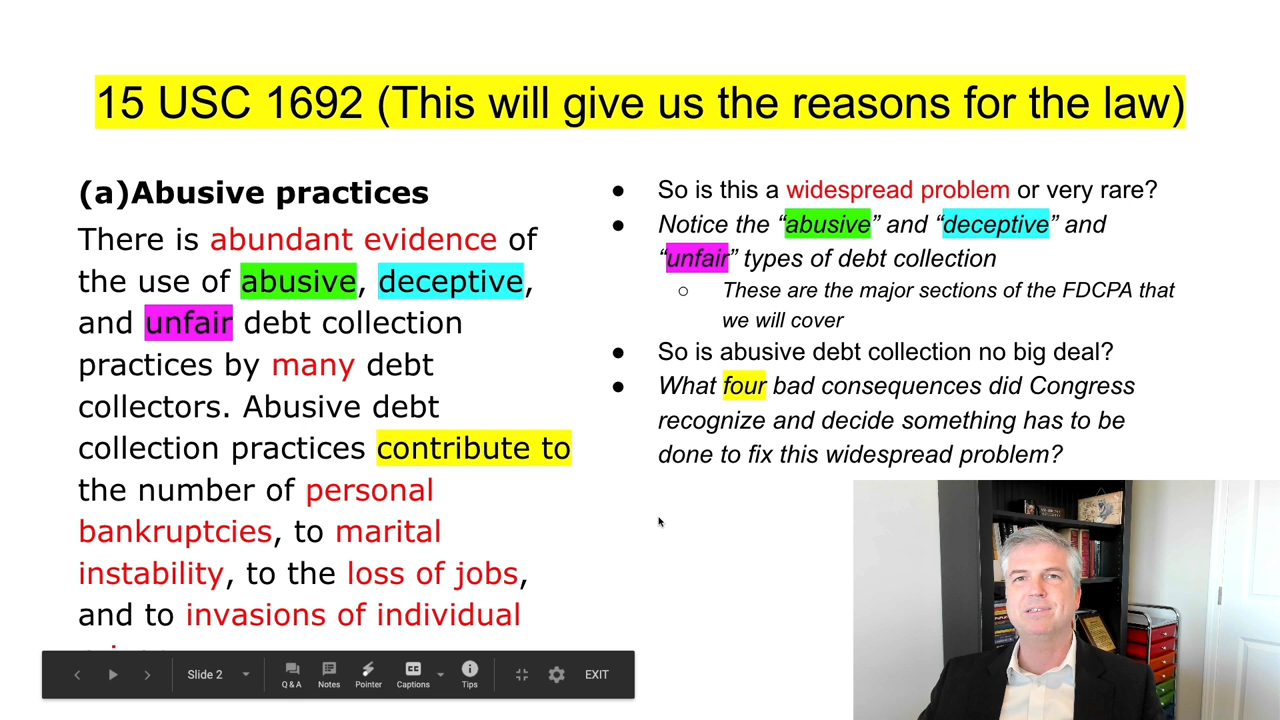 15 USC 1692 (This will give us the reasons for the law)
(a)Abusive practices
There is abundant evidence of
the use of abusive, deceptive,
and unfair debt collection
practices by many debt
collectors. Abusive debt
collection practices contribute to
the number of personal
bankruptcies, to marital
instability, to the loss of jobs,
and to invasions of individual
● So is this a widespread problem or very rare?
● Notice the “abusive” and “deceptive” and
“unfair” types of debt collection
○ These are the major sections of the FDCPA that
we will cover
● So is abusive debt collection no big deal?
● What four bad consequences did Congress
recognize and decide something has to be
done to fix this widespread problem?
Slide 2
Q & A
Notes
Pointer
Captions
Tips
EXIT